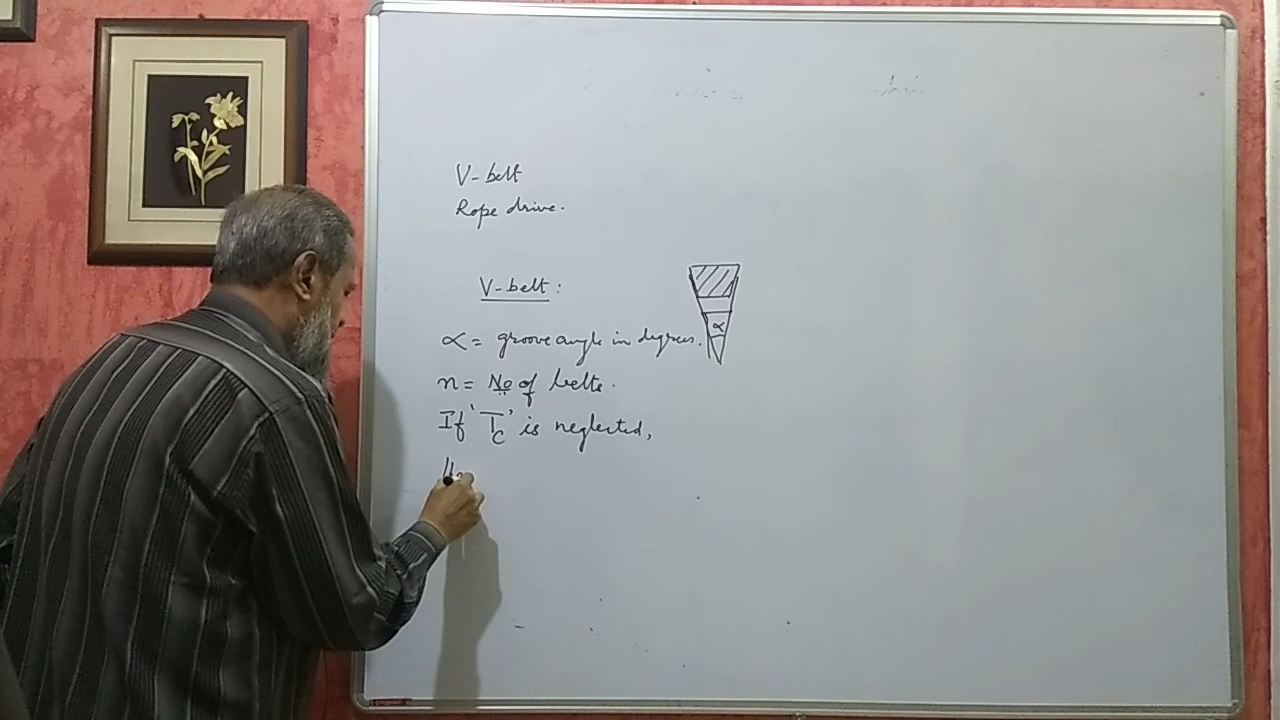 V-belt
Rope drive.
V-belt :
α
α = groove angle in degrees.
n = No of belts.
If 'Tc' is neglected,